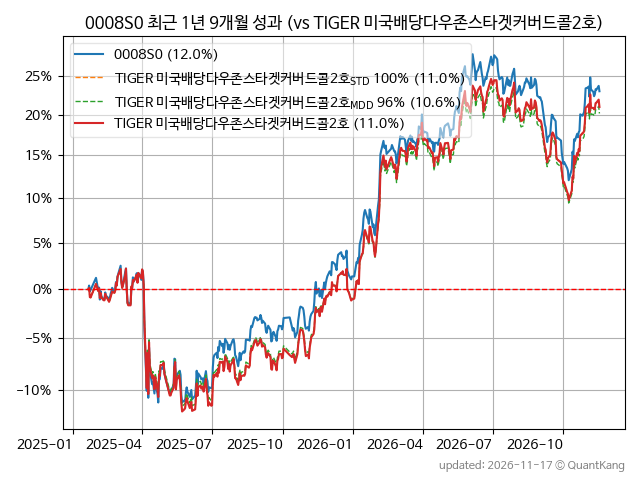 0008S0 최근 1년 9개월 성과 (vs TIGER 미국배당다우존스타겟커버드콜2호)
0008S0 (12.0%)
TIGER 미국배당다우존스타겟커버드콜2호STD 100% (11.0%)
TIGER 미국배당다우존스타겟커버드콜2호MDD 96% (10.6%)
TIGER 미국배당다우존스타겟커버드콜2호 (11.0%)
25%
20%
15%
10%
5%
0%
−5%
−10%
2025-01 2025-04 2025-07 2025-10 2026-01 2026-04 2026-07 2026-10
updated: 2026-11-17 © QuantKang